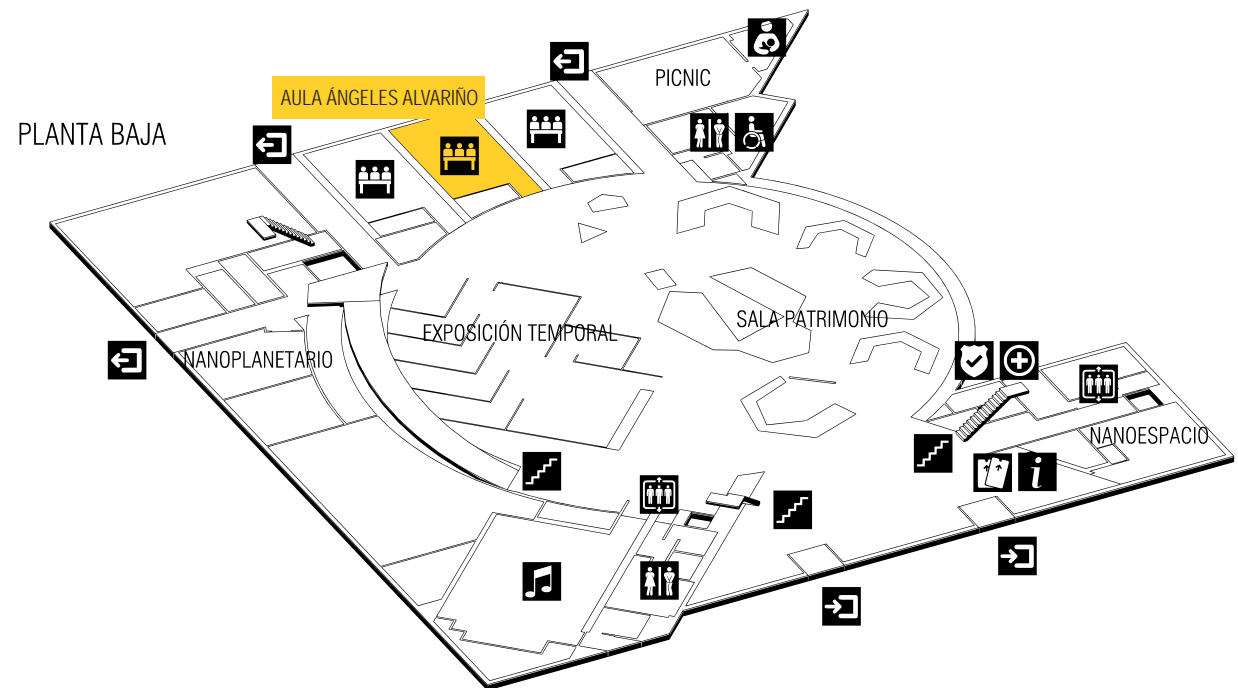 PICNIC
AULA ÁNGELES ALVARIÑO
PLANTA BAJA
SALA PATRIMONIO
EXPOSICIÓN TEMPORAL
NANOPLANETARIO
NANOESPACIO
i